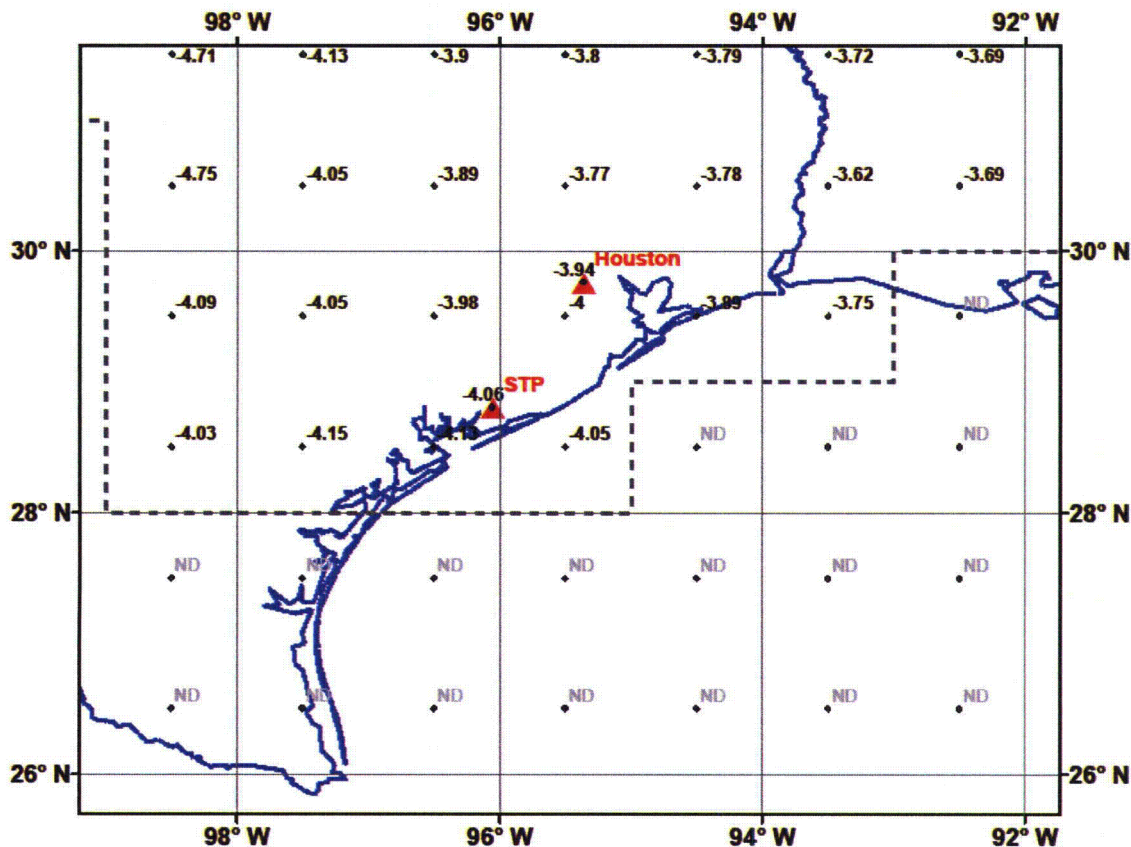 98° W 96° W 94° W 92° W
-4.71 -4.13 -3.9 -3.8 -3.79 -3.72 -3.69
-4.75 -4.05 -3.89 -3.77 -3.78 -3.62 -3.69
30° N 30° N
Houston
-3.94
-4.09 -4.05 -3.98 -4 -3.89 -3.75 ND
STP
-4.06
-4.03 -4.15 -4.05 ND ND ND
28° N 28° N
ND ND ND ND ND ND ND
ND ND ND ND ND ND ND
26° N 26° N
98° W 96° W 94° W 92° W